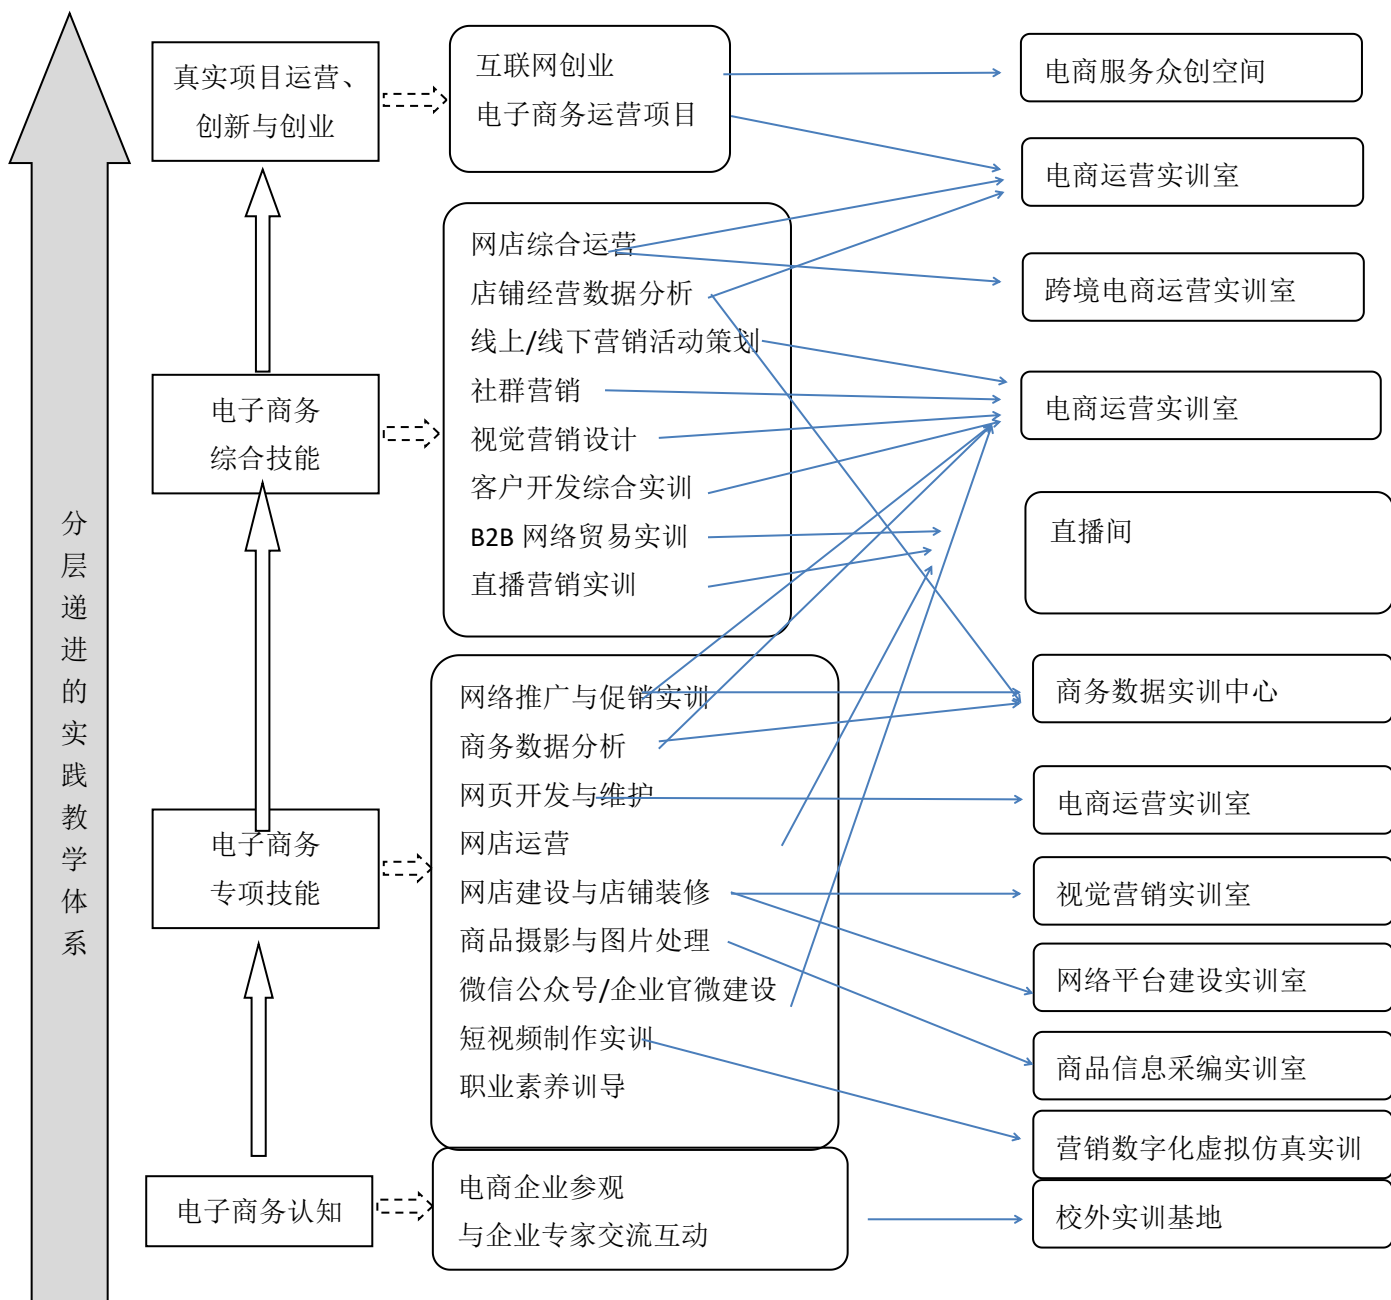 分层递进的实践教学体系
真实项目运营、
创新与创业
互联网创业
电子商务运营项目
电商服务众创空间
电商运营实训室
跨境电商运营实训室
电子商务
综合技能
网店综合运营
店铺经营数据分析
线上/线下营销活动策划
社群营销
视觉营销设计
客户开发综合实训
B2B 网络贸易实训
直播营销实训
电商运营实训室
直播间
电子商务
专项技能
网络推广与促销实训
商务数据分析
网页开发与维护
网店运营
网店建设与店铺装修
商品摄影与图片处理
微信公众号/企业官微建设
短视频制作实训
职业素养训导
商务数据实训中心
电商运营实训室
视觉营销实训室
网络平台建设实训室
商品信息采编实训室
营销数字化虚拟仿真实训
电子商务认知
电商企业参观
与企业专家交流互动
校外实训基地